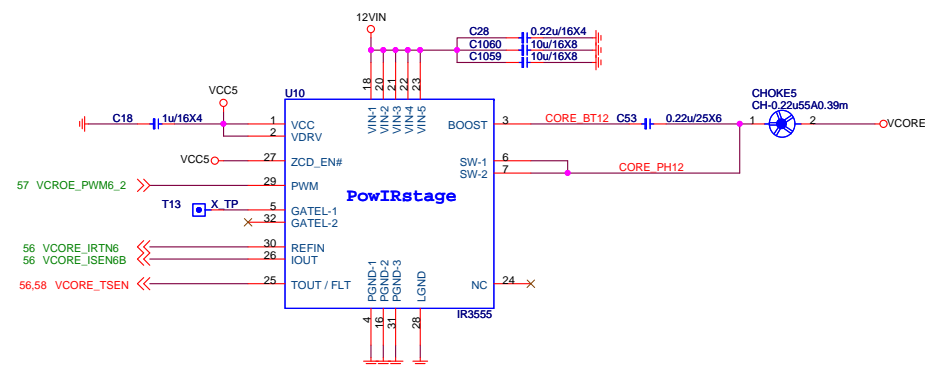 12VIN
C28 0.22u/16X4
C1060 10u/16X8
C1059 10u/16X8
18 20 21 22 23
VCC5
U10
CHOKE5
CH-0.22u55A0.39m
VIN-1 VIN-2 VIN-3 VIN-4 VIN-5
C18 1u/16X4 1 VCC
2 VDRV
BOOST 3 CORE_BT12 C53 0.22u/25X6 1 2 VCORE
VCC5 27 ZCD_EN#
SW-1 6
SW-2 7 CORE_PH12
57 VCROE_PWM6_2 29 PWM
PowIRstage
T13 X_TP 5 GATEL-1
32 GATEL-2
56 VCORE_IRTN6 30 REFIN
56 VCORE_ISEN6B 26 IOUT
56,58 VCORE_TSEN 25 TOUT / FLT
NC 24
PGND-1 PGND-2 PGND-3 LGND
IR3555
4 16 31 28